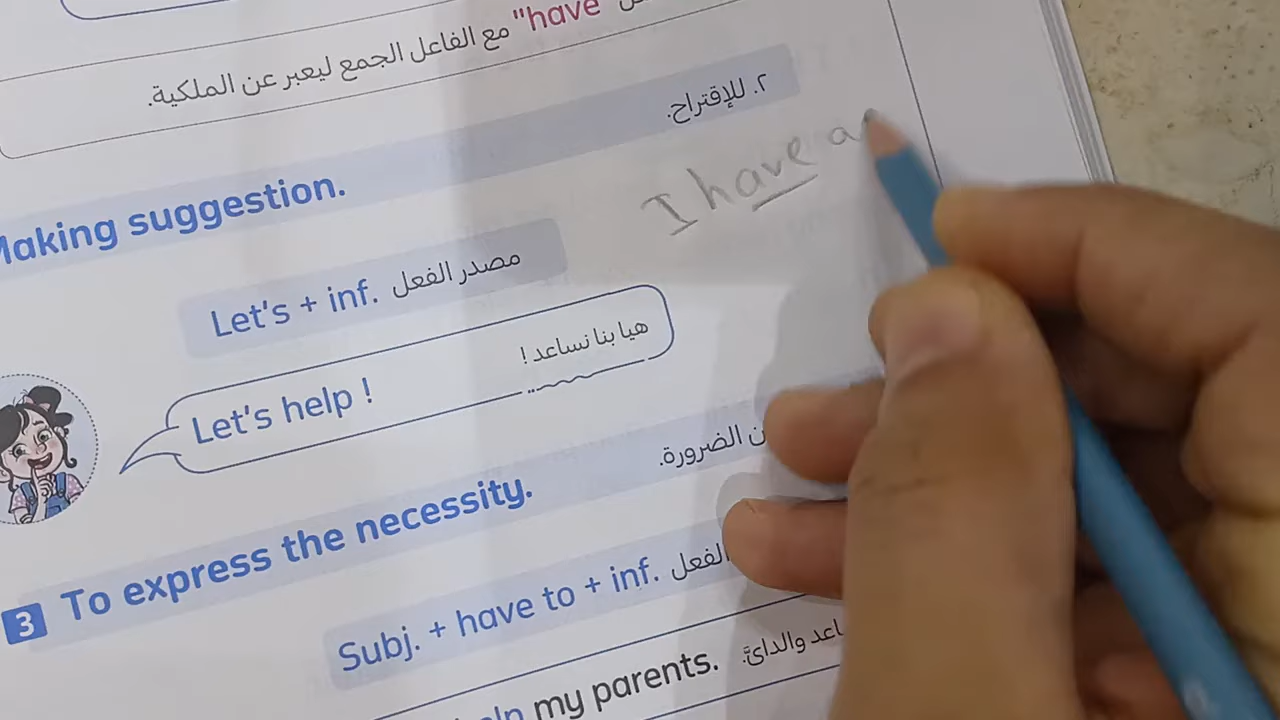 "have" مع الفاعل الجمع ليعبر عن الملكية.
٢. للإقتراح.
Making suggestion.
I have a
Let's + inf. مصدر الفعل
هيا بنا نساعد !
Let's help !
الضرورة.
3 To express the necessity.
Subj. + have to + inf. الفعل
my parents.